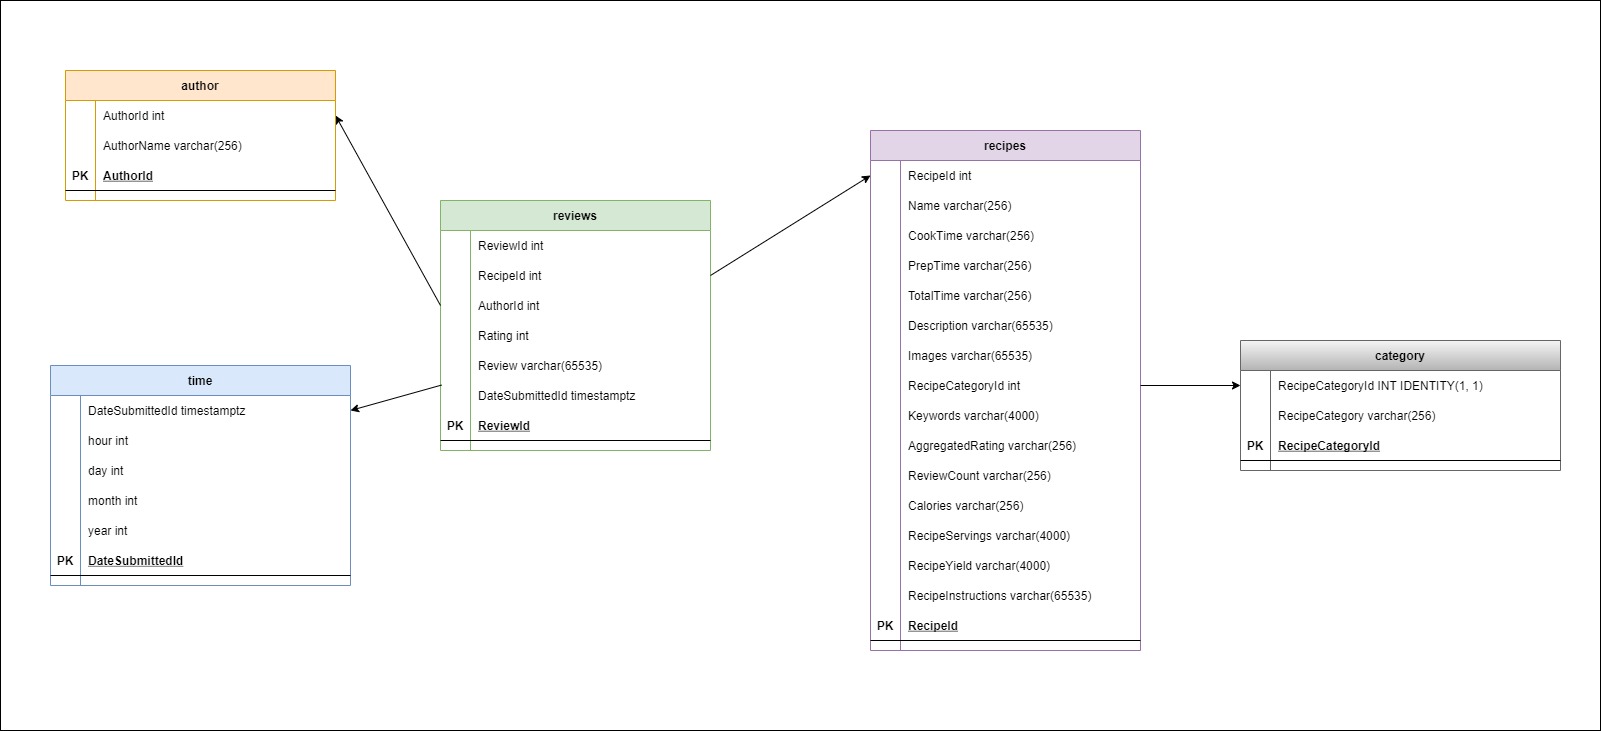 author
AuthorId int
AuthorName varchar(256)
PK AuthorId
time
DateSubmittedId timestamptz
hour int
day int
month int
year int
PK DateSubmittedId
reviews
ReviewId int
RecipeId int
AuthorId int
Rating int
Review varchar(65535)
DateSubmittedId timestamptz
PK ReviewId
recipes
RecipeId int
Name varchar(256)
CookTime varchar(256)
PrepTime varchar(256)
TotalTime varchar(256)
Description varchar(65535)
Images varchar(65535)
RecipeCategoryId int
Keywords varchar(4000)
AggregatedRating varchar(256)
ReviewCount varchar(256)
Calories varchar(256)
RecipeServings varchar(4000)
RecipeYield varchar(4000)
RecipeInstructions varchar(65535)
PK RecipeId
category
RecipeCategoryId INT IDENTITY(1, 1)
RecipeCategory varchar(256)
PK RecipeCategoryId